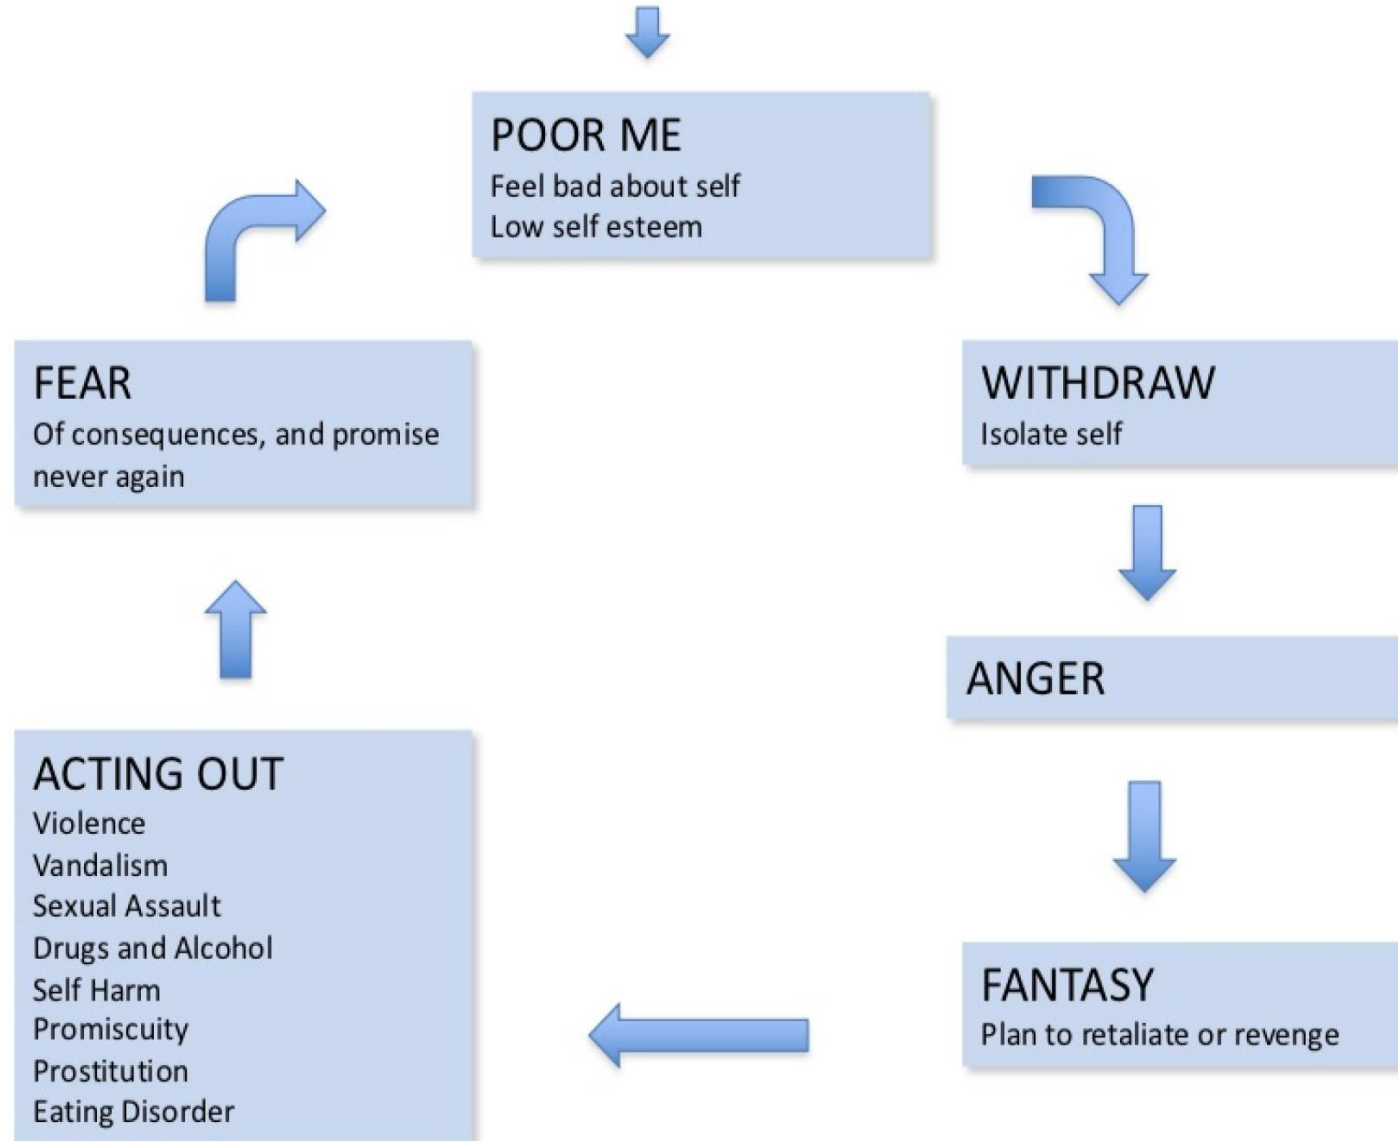 POOR ME
Feel bad about self
Low self esteem
WITHDRAW
Isolate self
ANGER
FANTASY
Plan to retaliate or revenge
ACTING OUT
Violence
Vandalism
Sexual Assault
Drugs and Alcohol
Self Harm
Promiscuity
Prostitution
Eating Disorder
FEAR
Of consequences, and promise
never again